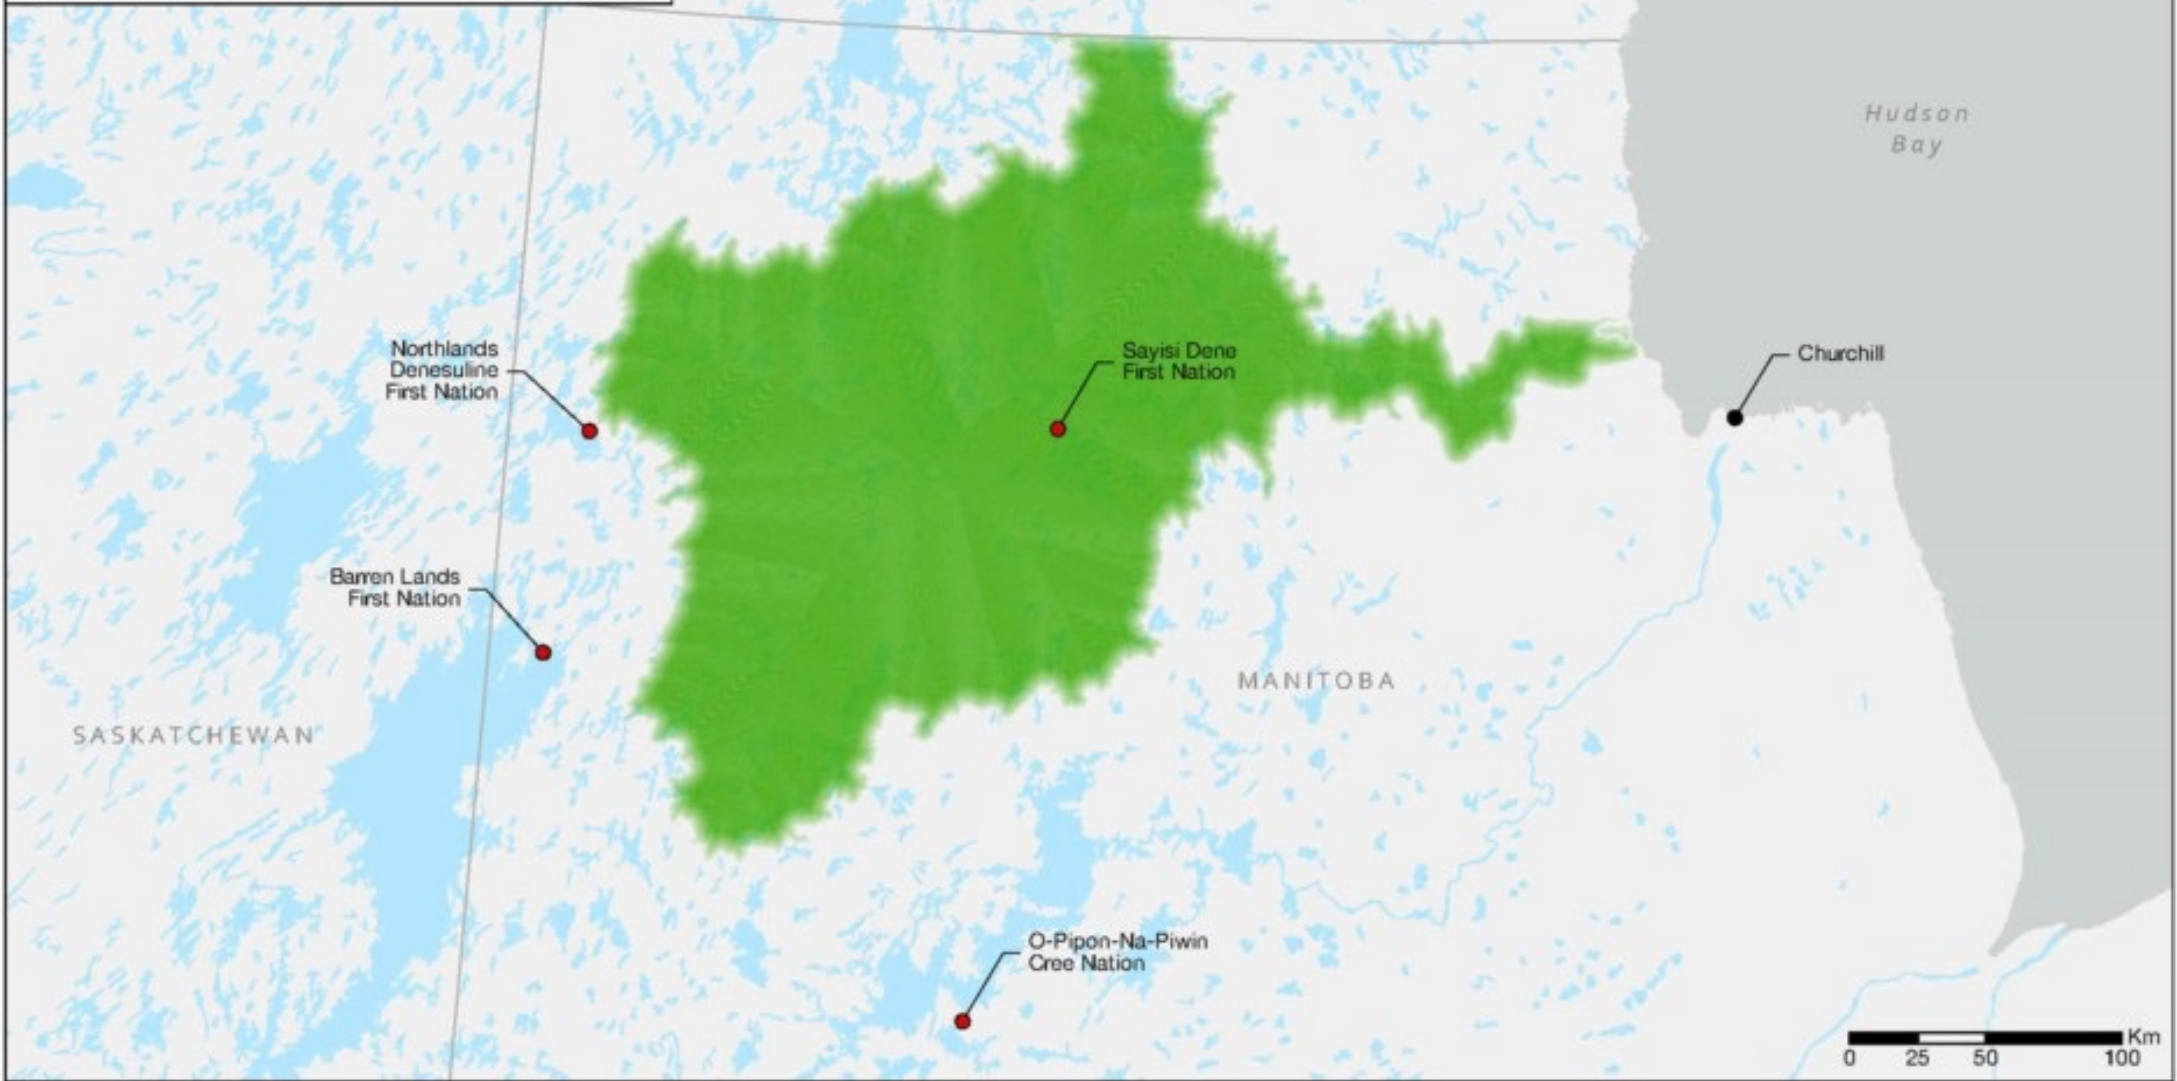 Hudson
Bay
Northlands
Denesuline
First Nation
Sayisi Dene
First Nation
Churchill
Barren Lands
First Nation
MANITOBA
SASKATCHEWAN
O-Pipon-Na-Piwin
Cree Nation
Km
0 25 50 100